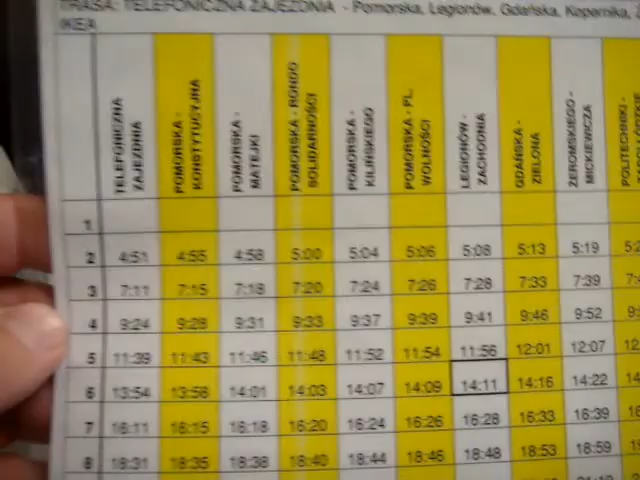 TRASA: TELEFONICZNA ZAJEZDNIA - Pomorska, Legionów, Gdańska, Kopernika,
IKEA
TELEFONICZNA ZAJEZDNIA
POMORSKA - KONSTYTUCYJNA
POMORSKA - MATEJKI
POMORSKA - RONDO SOLIDARNOŚCI
POMORSKA - KILIŃSKIEGO
POMORSKA - PL. WOLNOŚCI
LEGIONÓW - ZACHODNIA
GDAŃSKA - ZIELONA
ŻEROMSKIEGO - MICKIEWICZA
POLITECHNIKI -
1
2 4:51 4:55 4:58 5:00 5:04 5:06 5:08 5:13 5:19
3 7:11 7:15 7:18 7:20 7:24 7:26 7:28 7:33 7:39
4 9:24 9:28 9:31 9:33 9:37 9:39 9:41 9:46 9:52
5 11:39 11:43 11:46 11:48 11:52 11:54 11:56 12:01 12:07
6 13:54 13:58 14:01 14:03 14:07 14:09 14:11 14:16 14:22
7 16:11 16:15 16:18 16:20 16:24 16:26 16:28 16:33 16:39
8 18:31 18:35 18:38 18:40 18:44 18:46 18:48 18:53 18:59